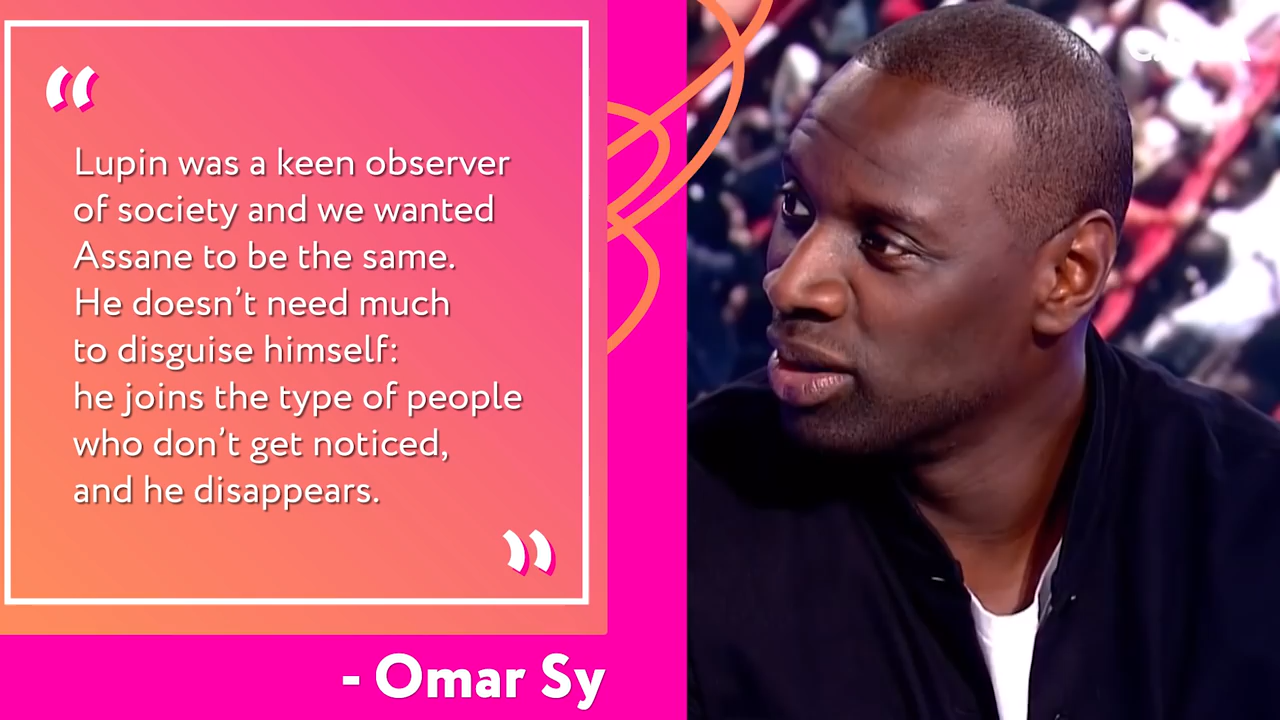 “
Lupin was a keen observer
of society and we wanted
Assane to be the same.
He doesn’t need much
to disguise himself:
he joins the type of people
who don’t get noticed,
and he disappears.
”
- Omar Sy